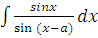 ∫ sinx / sin (x−a) dx